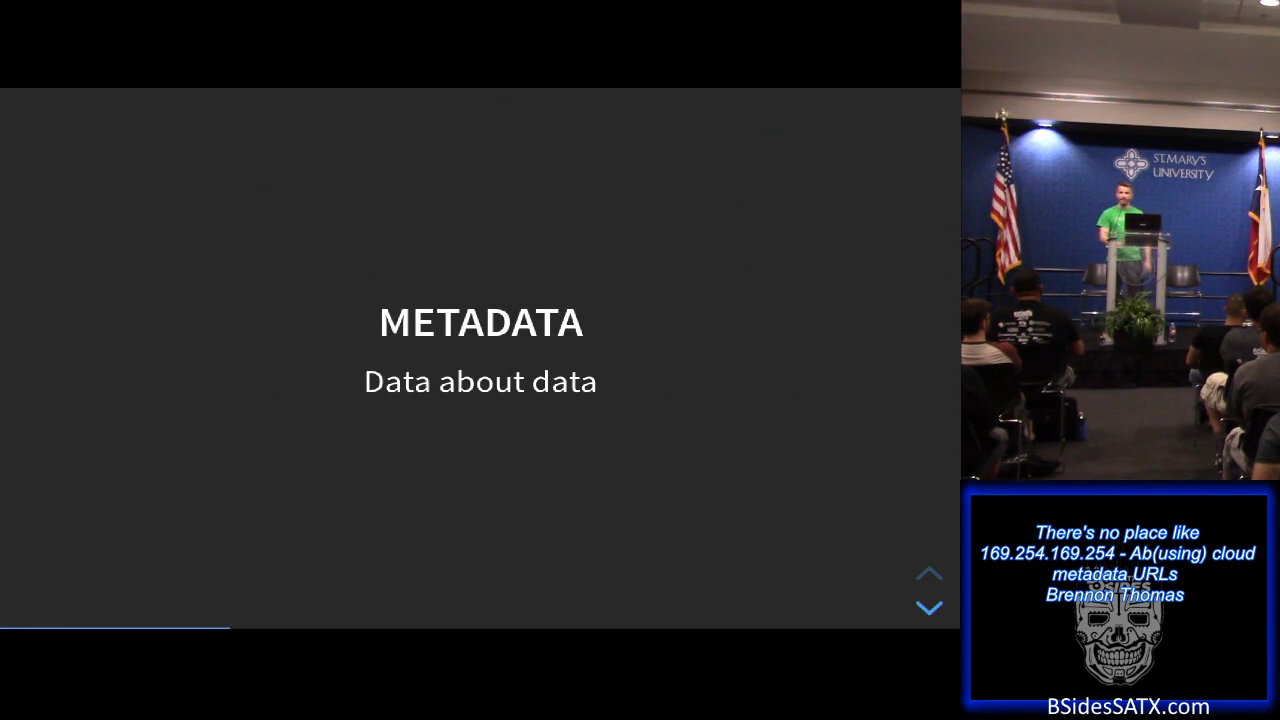 METADATA
Data about data
ST. MARY'S
UNIVERSITY
There's no place like
169.254.169.254 - Ab(using) cloud
metadata URLs
Brennon Thomas
BSIDES
BSidesSATX.com